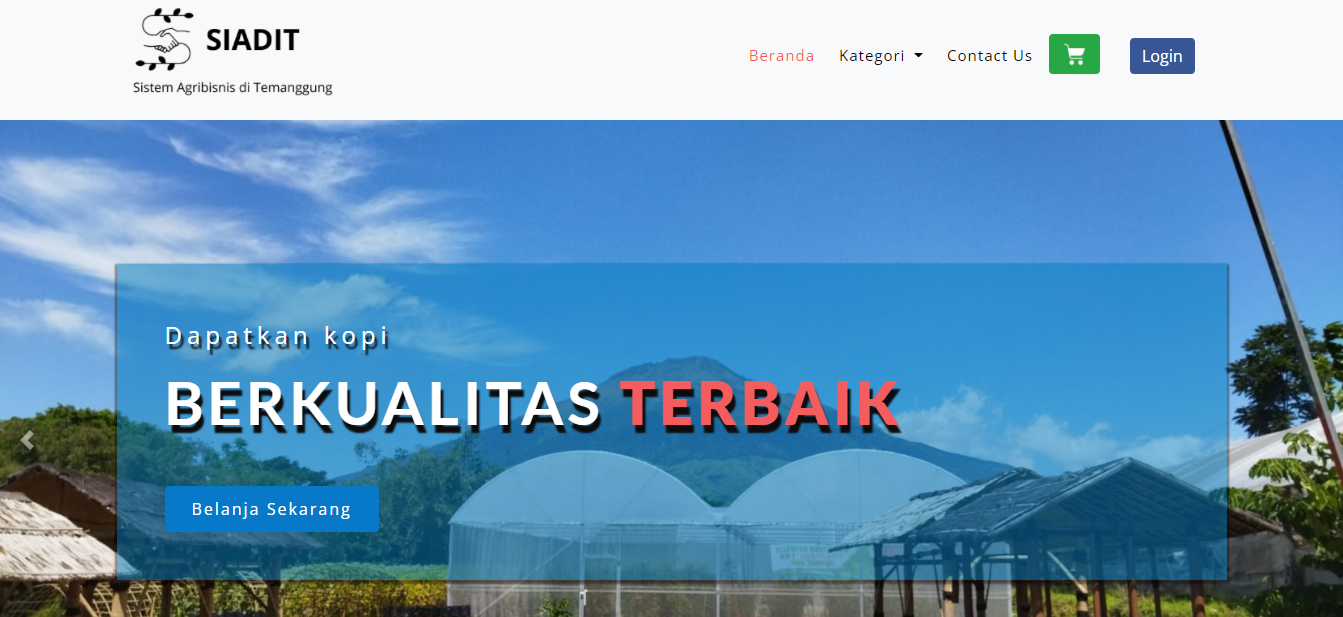 SIADIT
Sistem Agribisnis di Temanggung
Beranda Kategori Contact Us Login
Dapatkan kopi
BERKUALITAS TERBAIK
Belanja Sekarang